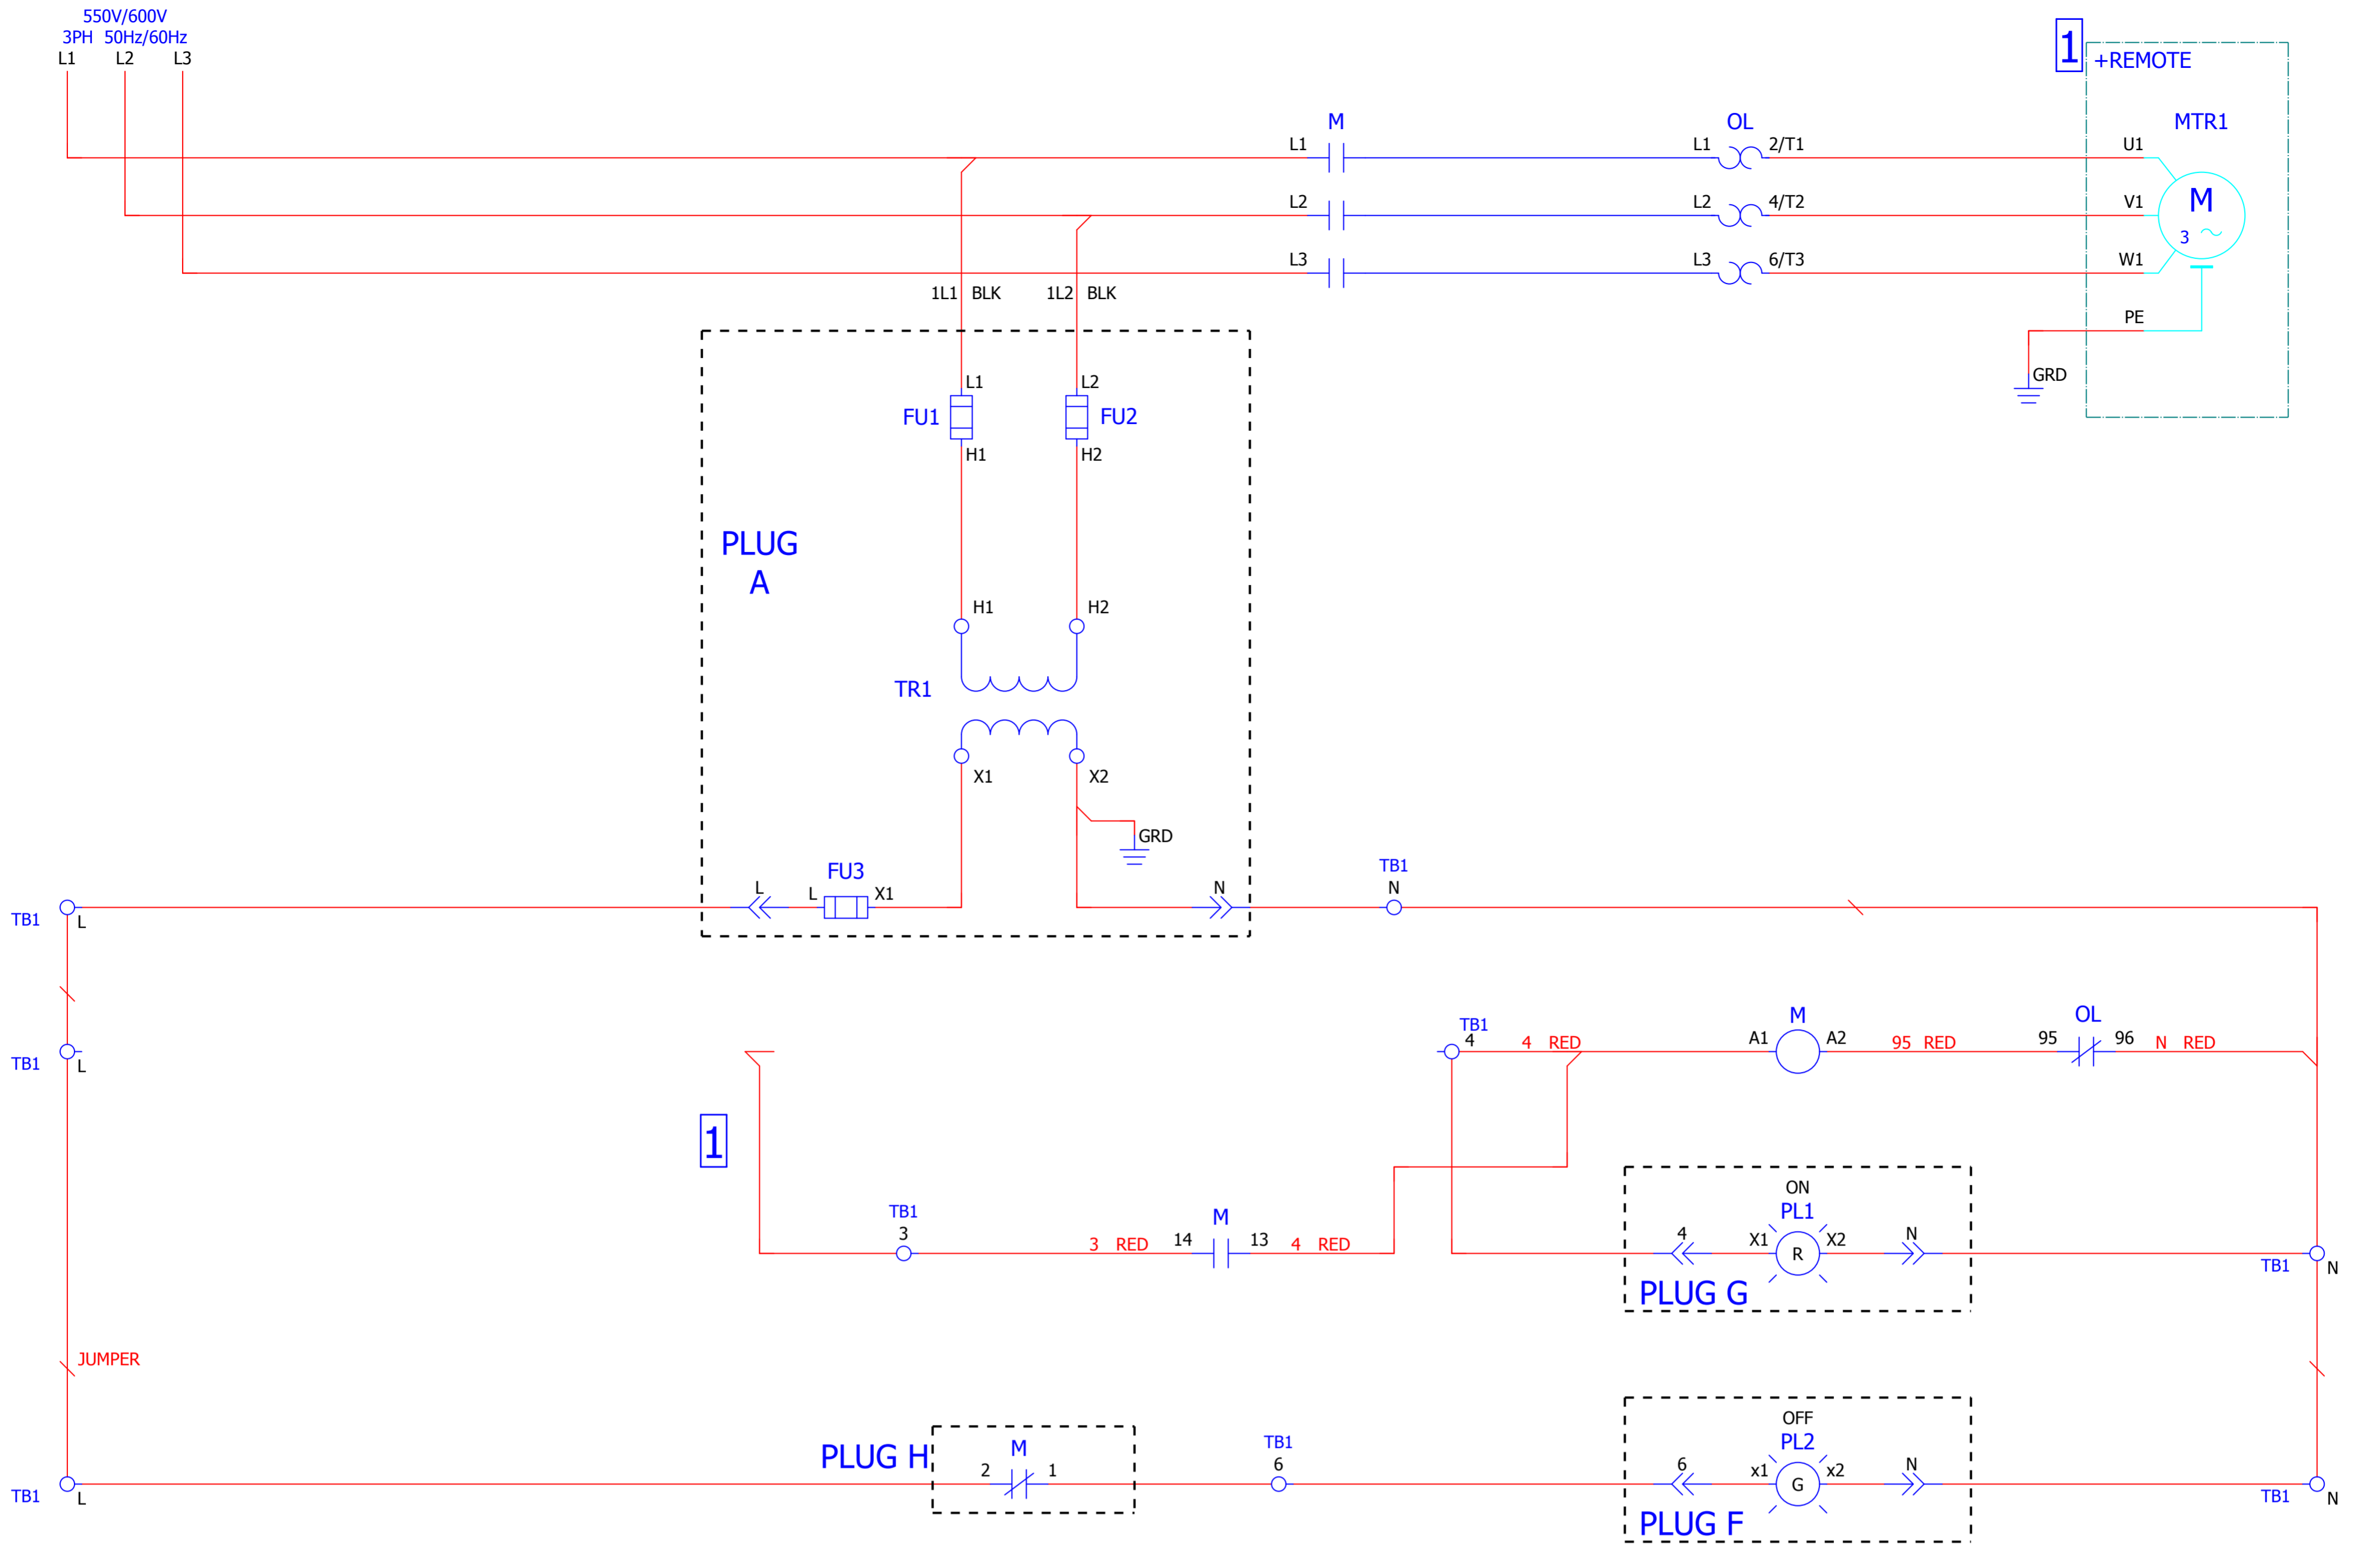 550V/600V
3PH 50Hz/60Hz
L1 L2 L3
1
+REMOTE
M OL MTR1
L1 L1 2/T1 U1
L2 L2 4/T2 V1
M
3
L3 L3 6/T3 W1
1L1 BLK 1L2 BLK
PE
GRD
L1 L2
FU1 FU2
H1 H2
PLUG
A
H1 H2
TR1
X1 X2
GRD
FU3 TB1
L L X1 N N
TB1 L
TB1 M OL
4 4 RED A1 A2 95 RED 95 96 N RED
TB1 L
1
ON
TB1 M PL1
3 3 RED 14 13 4 RED 4 X1 R X2 N
TB1 N
PLUG G
JUMPER
OFF
PLUG H M TB1 PL2
2 1 6 6 x1 G x2 N
TB1 L TB1 N
PLUG F